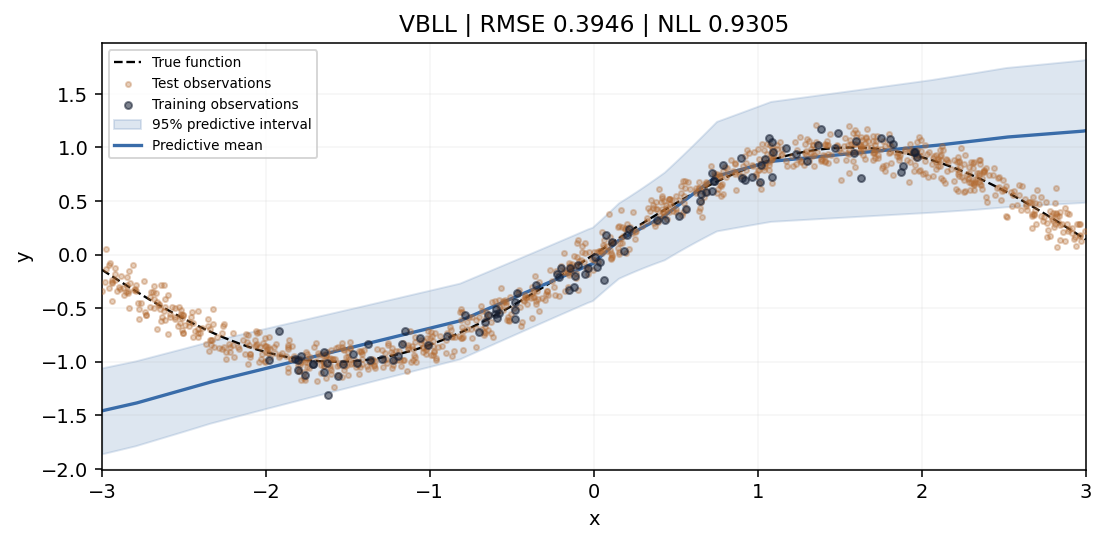 VBLL | RMSE 0.3946 | NLL 0.9305
True function
Test observations
Training observations
95% predictive interval
Predictive mean
y
1.5
1.0
0.5
0.0
−0.5
−1.0
−1.5
−2.0
−3 −2 −1 0 1 2 3
x